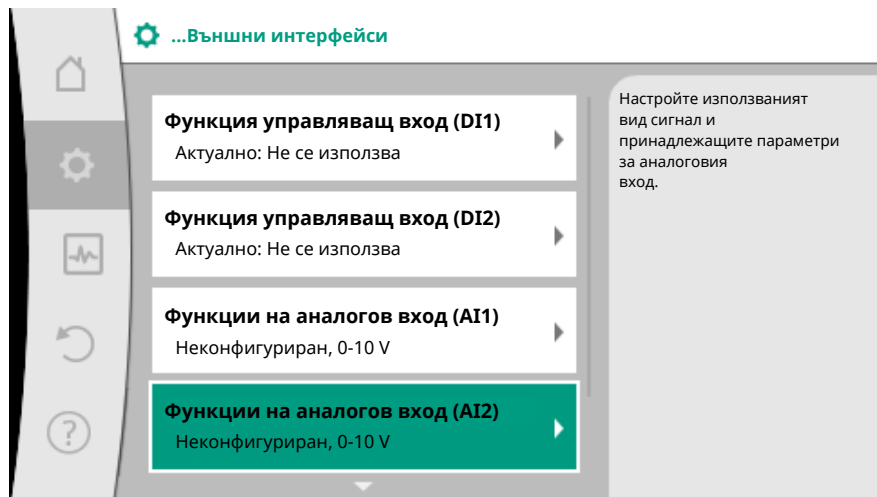 ...Външни интерфейси
Функция управляващ вход (DI1)
Актуално: Не се използва
Функция управляващ вход (DI2)
Актуално: Не се използва
Функции на аналогов вход (AI1)
Неконфигуриран, 0-10 V
Функции на аналогов вход (AI2)
Неконфигуриран, 0-10 V
Настройте използваният
вид сигнал и
принадлежащите параметри
за аналоговия
вход.